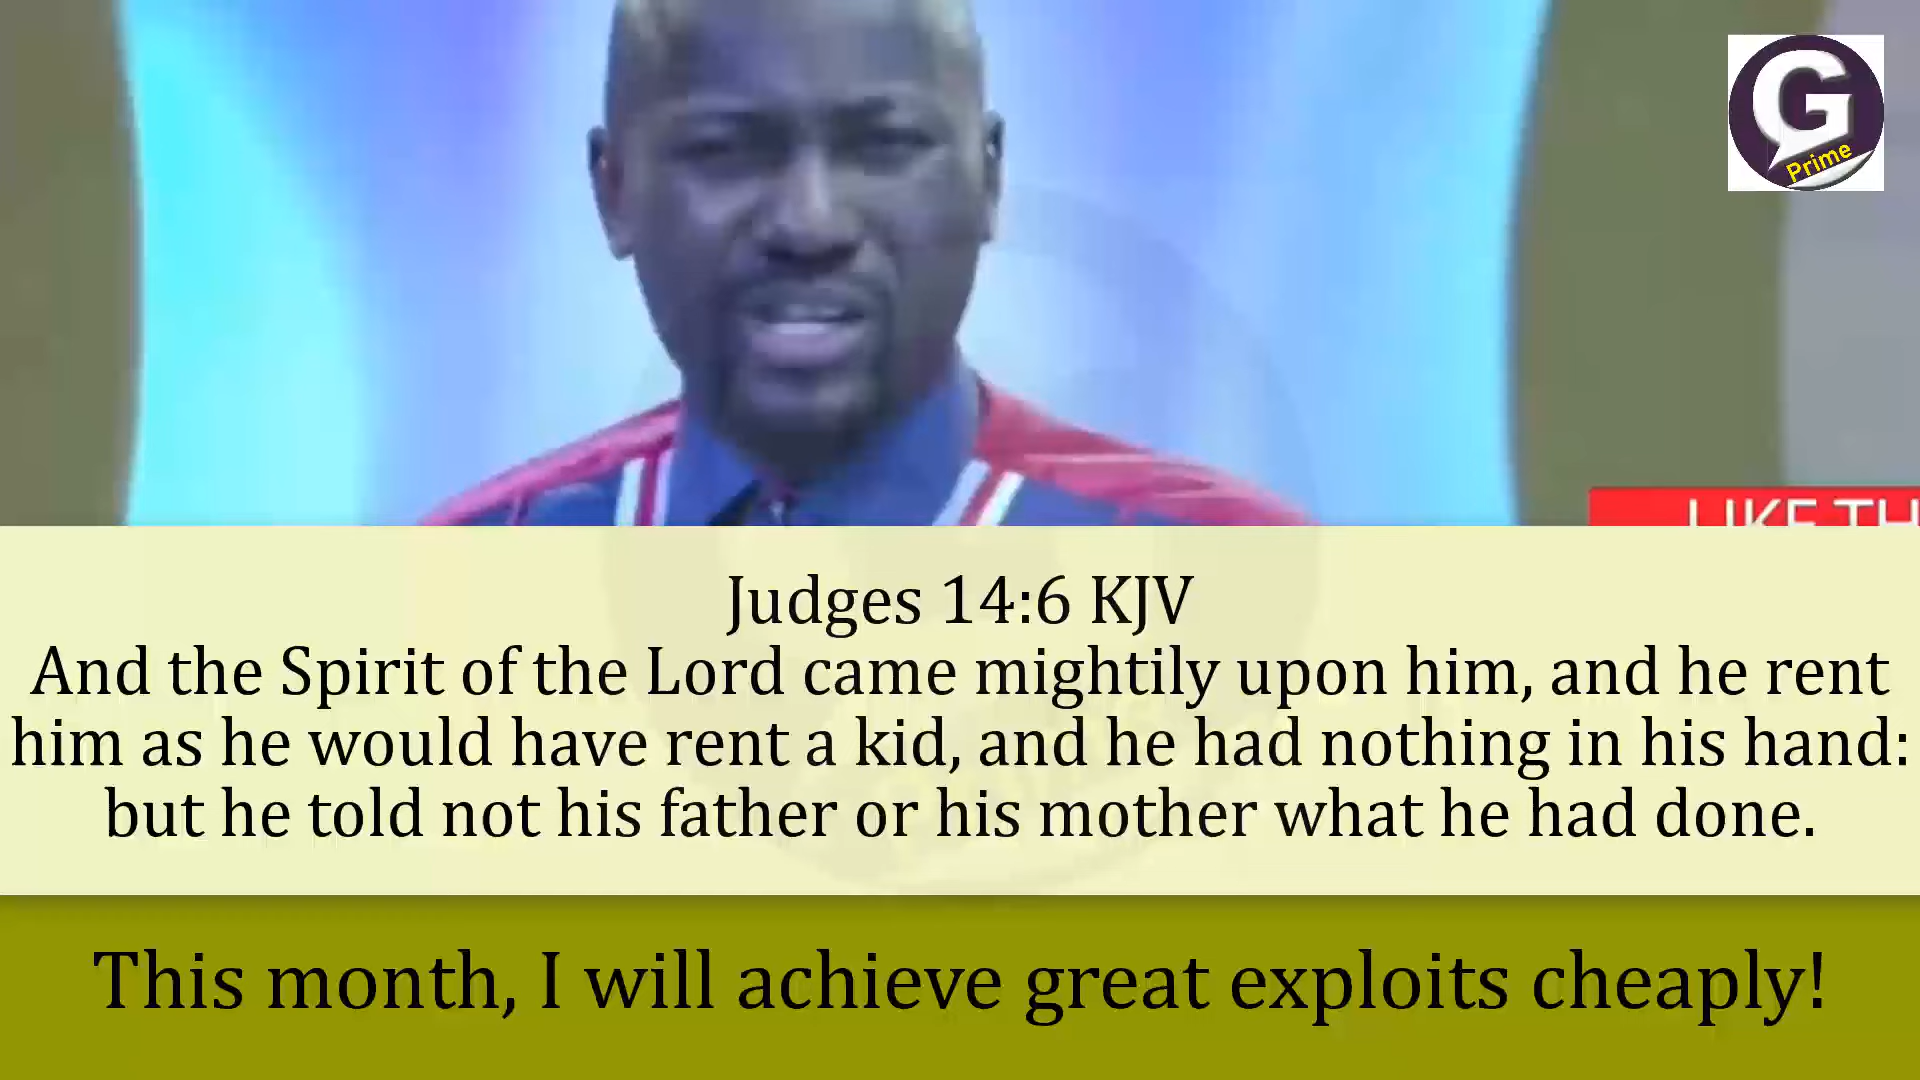 G
Prime
LIKE TH
Judges 14:6 KJV
And the Spirit of the Lord came mightily upon him, and he rent
him as he would have rent a kid, and he had nothing in his hand:
but he told not his father or his mother what he had done.
This month, I will achieve great exploits cheaply!